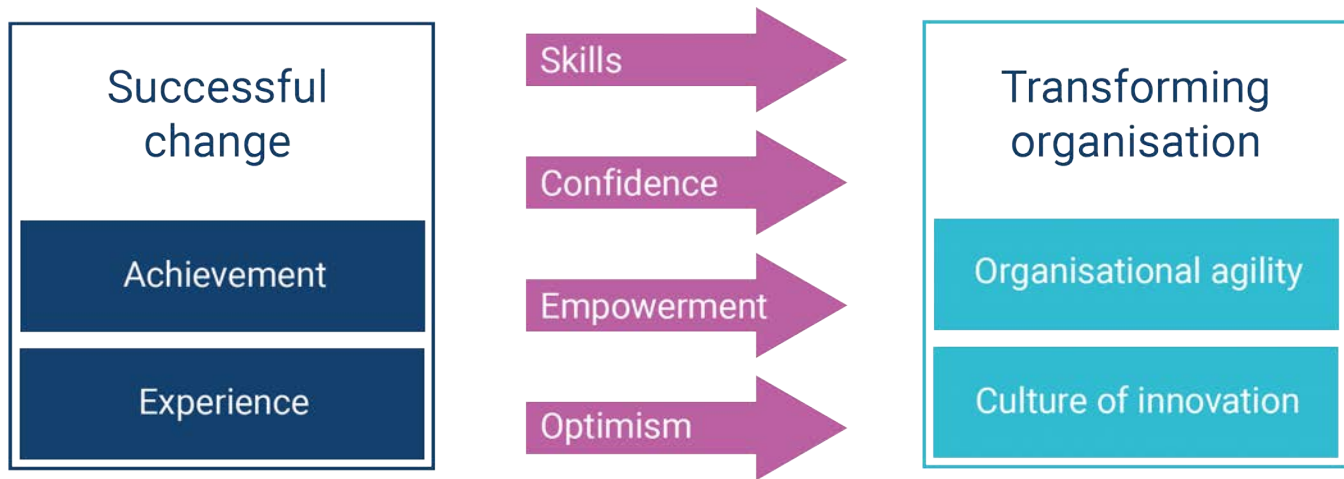 Successful
change
Achievement
Experience
Skills
Confidence
Empowerment
Optimism
Transforming
organisation
Organisational agility
Culture of innovation